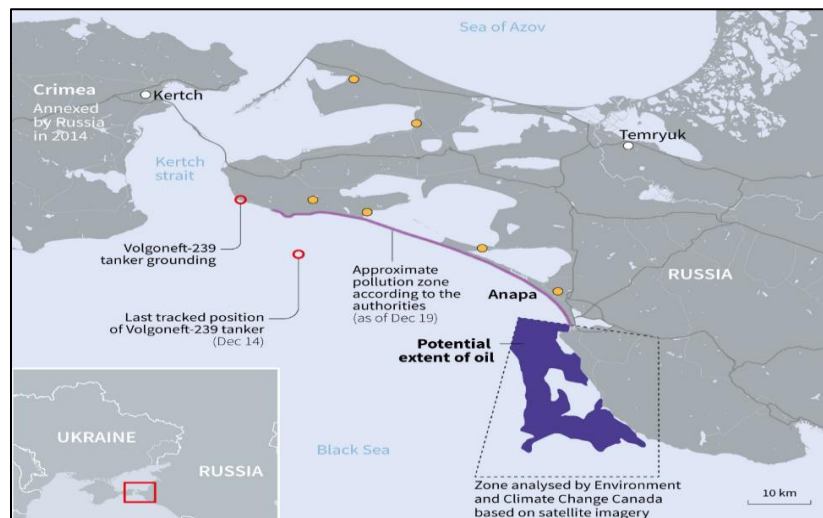 Sea of Azov
Crimea
Annexed
by Russia
in 2014
Kertch
Temryuk
Kertch
strait
Volgoneft-239
tanker grounding
Last tracked position
of Volgoneft-239 tanker
(Dec 14)
Approximate
pollution zone
according to the
authorities
(as of Dec 19)
Anapa
RUSSIA
Potential
extent of oil
Black Sea
UKRAINE
RUSSIA
Zone analysed by Environment
and Climate Change Canada
based on satellite imagery
10 km